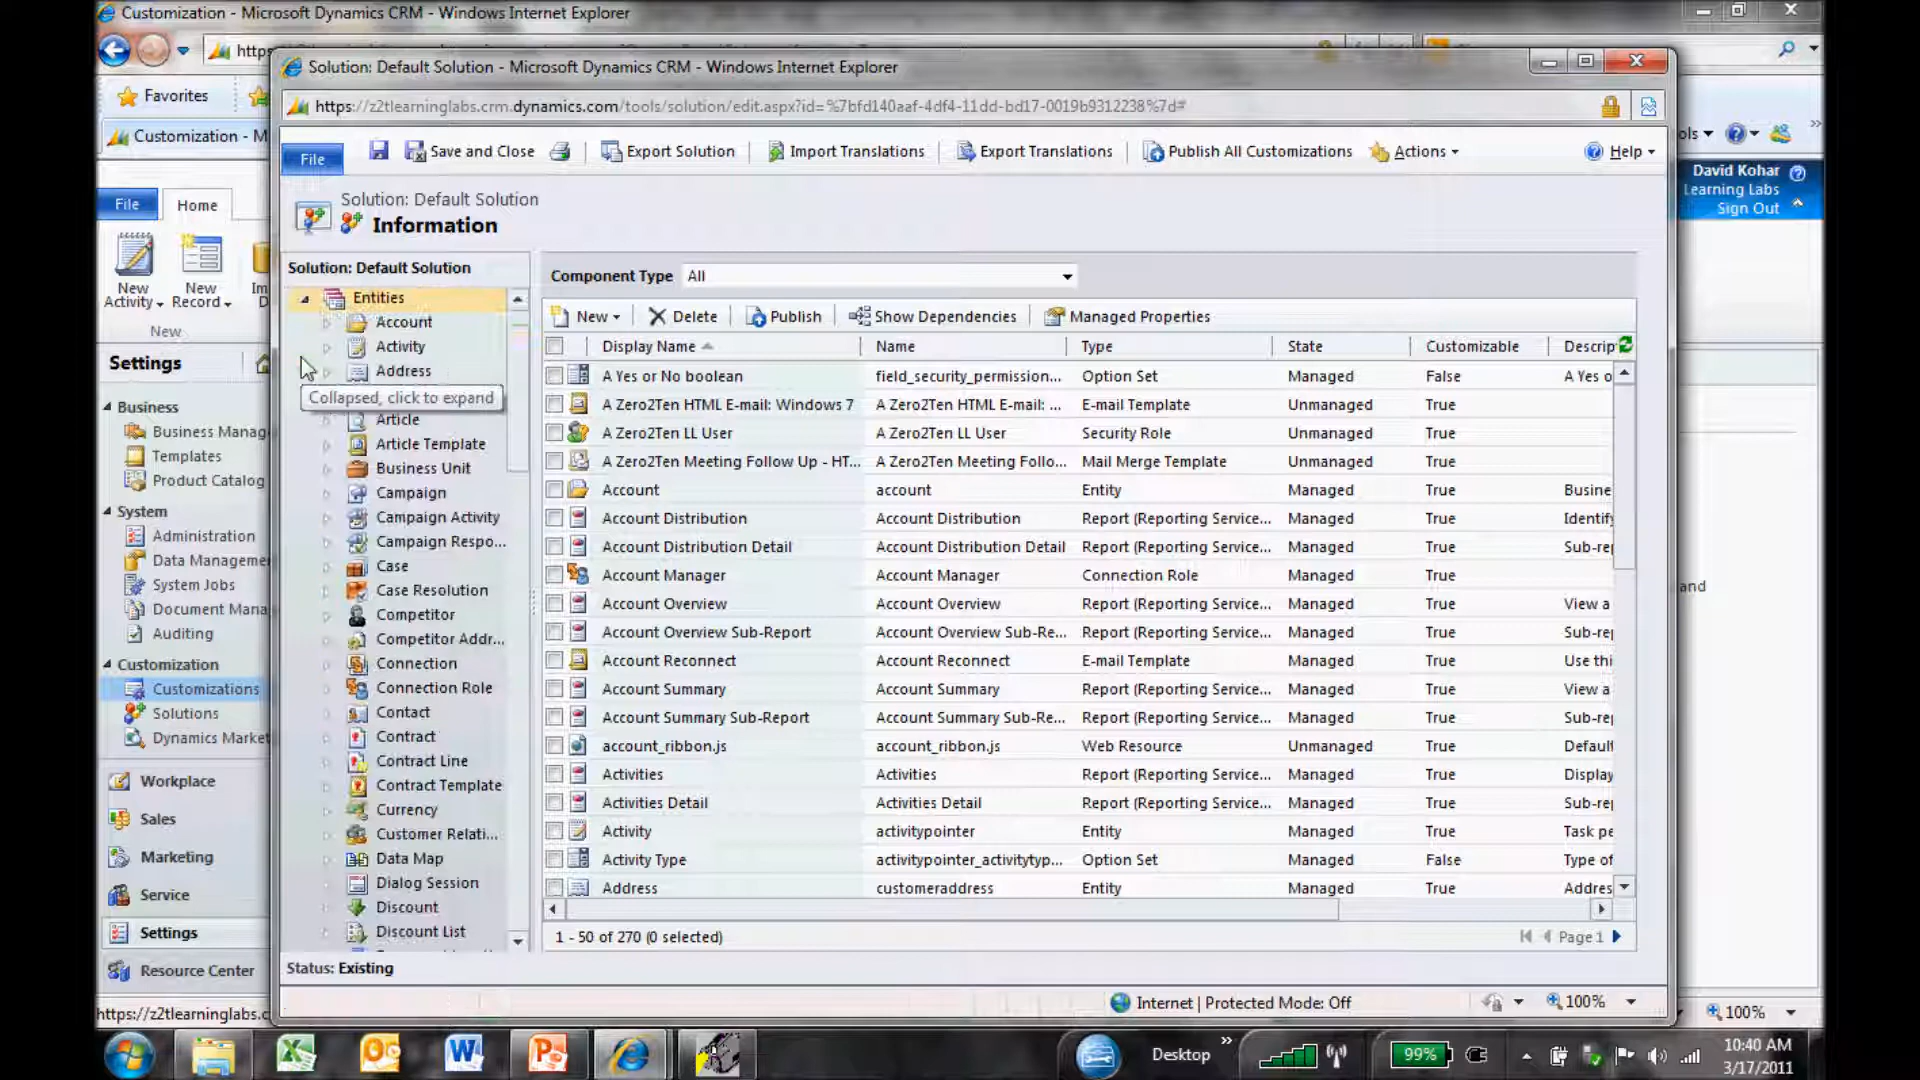 Customization - Microsoft Dynamics CRM - Windows Internet Explorer
Solution: Default Solution - Microsoft Dynamics CRM - Windows Internet Explorer
https://z2tlearninglabs.crm.dynamics.com/tools/solution/edit.aspx?id=%7bfd140aaf-4df4-11dd-bd17-0019b9312238%7d#
Favorites
Customization - M
File
Save and Close
Export Solution
Import Translations
Export Translations
Publish All Customizations
Actions
Help
David Kohar
Learning Labs
Sign Out
File
Home
New Activity
New Record
New
Solution: Default Solution
Information
Settings
Business
Business Manag
Templates
Product Catalog
System
Administration
Data Managemen
System Jobs
Document Mana
Auditing
Customization
Customizations
Solutions
Dynamics Market
Workplace
Sales
Marketing
Service
Settings
Resource Center
https://z2tlearninglabs.c
Solution: Default Solution
Entities
Account
Activity
Address
Collapsed, click to expand
Article
Article Template
Business Unit
Campaign
Campaign Activity
Campaign Respo...
Case
Case Resolution
Competitor
Competitor Addr...
Connection
Connection Role
Contact
Contract
Contract Line
Contract Template
Currency
Customer Relati...
Data Map
Dialog Session
Discount
Discount List
Component Type All
New Delete Publish Show Dependencies Managed Properties
Display Name Name Type State Customizable Descrip
A Yes or No boolean field_security_permission... Option Set Managed False A Yes o
A Zero2Ten HTML E-mail: Windows 7 A Zero2Ten HTML E-mail: ... E-mail Template Unmanaged True
A Zero2Ten LL User A Zero2Ten LL User Security Role Unmanaged True
A Zero2Ten Meeting Follow Up - HT... A Zero2Ten Meeting Follo... Mail Merge Template Unmanaged True
Account account Entity Managed True Busine
Account Distribution Account Distribution Report (Reporting Service... Managed True Identify
Account Distribution Detail Account Distribution Detail Report (Reporting Service... Managed True Sub-rep
Account Manager Account Manager Connection Role Managed True
Account Overview Account Overview Report (Reporting Service... Managed True View a
Account Overview Sub-Report Account Overview Sub-Re... Report (Reporting Service... Managed True Sub-rep
Account Reconnect Account Reconnect E-mail Template Managed True Use thi
Account Summary Account Summary Report (Reporting Service... Managed True View a
Account Summary Sub-Report Account Summary Sub-Re... Report (Reporting Service... Managed True Sub-rep
account_ribbon.js account_ribbon.js Web Resource Unmanaged True Default
Activities Activities Report (Reporting Service... Managed True Display
Activities Detail Activities Detail Report (Reporting Service... Managed True Sub-rep
Activity activitypointer Entity Managed True Task pe
Activity Type activitypointer_activitytyp... Option Set Managed False Type of
Address customeraddress Entity Managed True Addres
1 - 50 of 270 (0 selected)
Page 1
Status: Existing
and
Internet | Protected Mode: Off
100%
100%
Desktop
99%
10:40 AM
3/17/2011